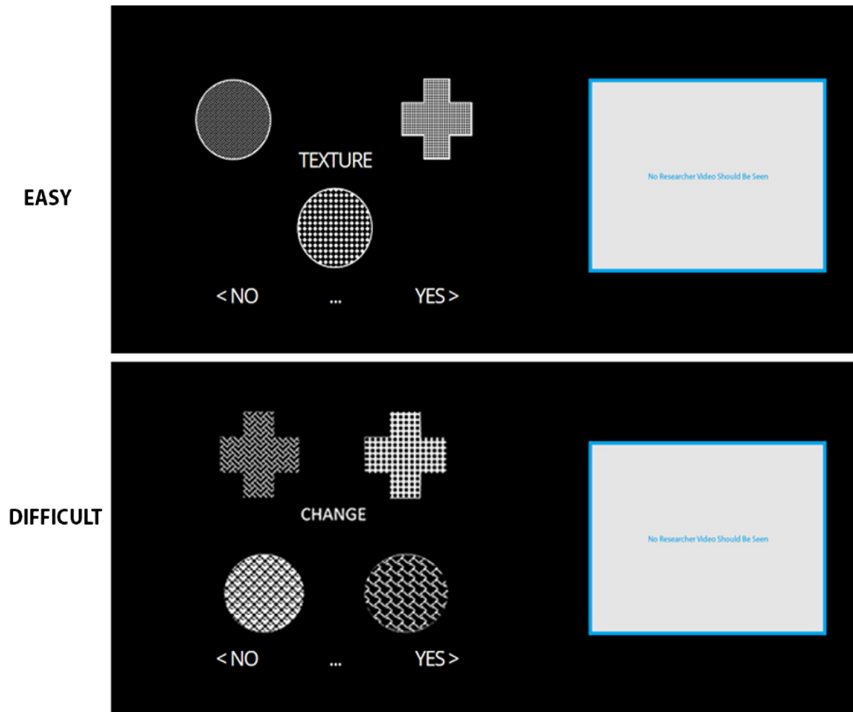 EASY
TEXTURE
< NO ... YES >
No Researcher Video Should Be Seen
DIFFICULT
CHANGE
< NO ... YES >
No Researcher Video Should Be Seen